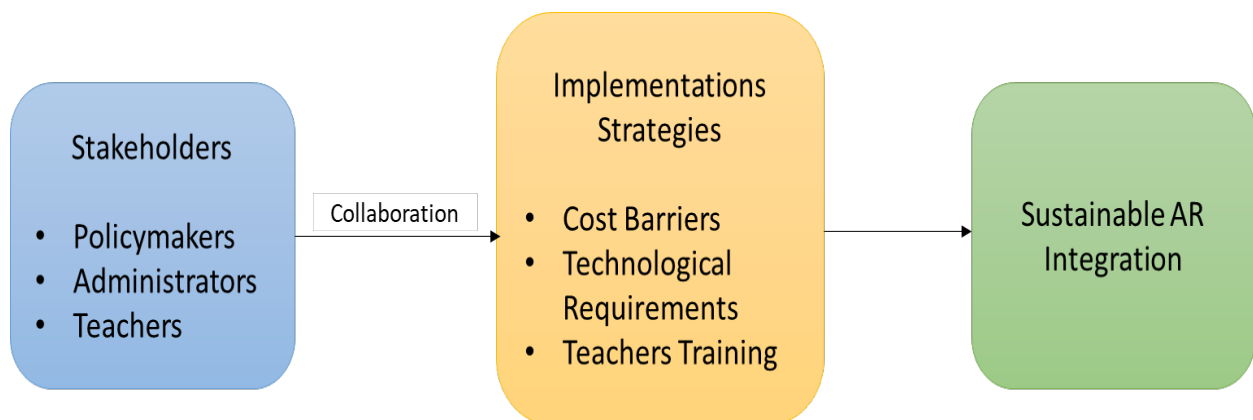 Stakeholders
• Policymakers
• Administrators
• Teachers
Collaboration
Implementations
Strategies
• Cost Barriers
• Technological
Requirements
• Teachers Training
Sustainable AR
Integration